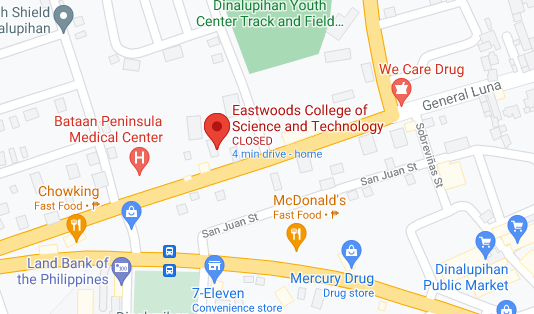 h Shield
alupihan
Dinalupihan Youth
Center Track and Field...
We Care Drug
General Luna
Eastwoods College of
Science and Technology
CLOSED
4 min drive - home
Bataan Peninsula
Medical Center
H
Sobrevinas St
San Juan St
Chowking
Fast Food •
McDonald's
Fast Food •
San Juan St
Land Bank of
the Philippines
7-Eleven
Convenience store
Mercury Drug
Drug store
Dinalupihan
Public Market
Dinalupihan